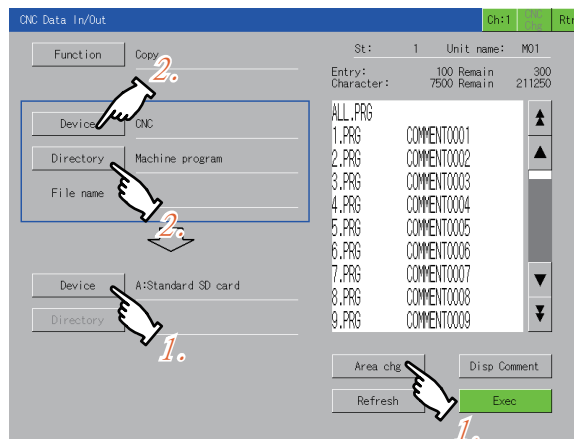 CNC Data In/Out Ch:1 CNC Chg Rtr
Function Copy
2.
Device CNC
Directory Machine program
File name
2.
Device A:Standard SD card
Directory
1.
St: 1 Unit name: M01
Entry: 100 Remain 300
Character: 7500 Remain 211250
ALL.PRG
1.PRG COMMENT0001
2.PRG COMMENT0002
3.PRG COMMENT0003
4.PRG COMMENT0004
5.PRG COMMENT0005
6.PRG COMMENT0006
7.PRG COMMENT0007
8.PRG COMMENT0008
9.PRG COMMENT0009
Area chg Disp Comment
Refresh Exec
1.